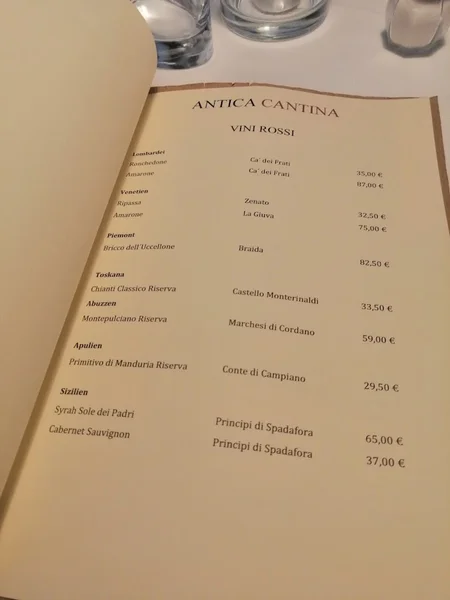 ANTICA CANTINA
VINI ROSSI
Lombardei
Ronchedone Ca´ dei Frati 35,00 €
Amarone Ca´ dei Frati 87,00 €
Venetien
Ripassa Zenato 32,50 €
Amarone La Giuva 75,00 €
Piemont
Bricco dell´Uccellone Braida 82,50 €
Toskana
Chianti Classico Riserva Castello Monterinaldi 33,50 €
Abuzzen
Montepulciano Riserva Marchesi di Cordano 59,00 €
Apulien
Primitivo di Manduria Riserva Conte di Campiano 29,50 €
Sizilien
Syrah Sole dei Padri Principi di Spadafora 65,00 €
Cabernet Sauvignon Principi di Spadafora 37,00 €